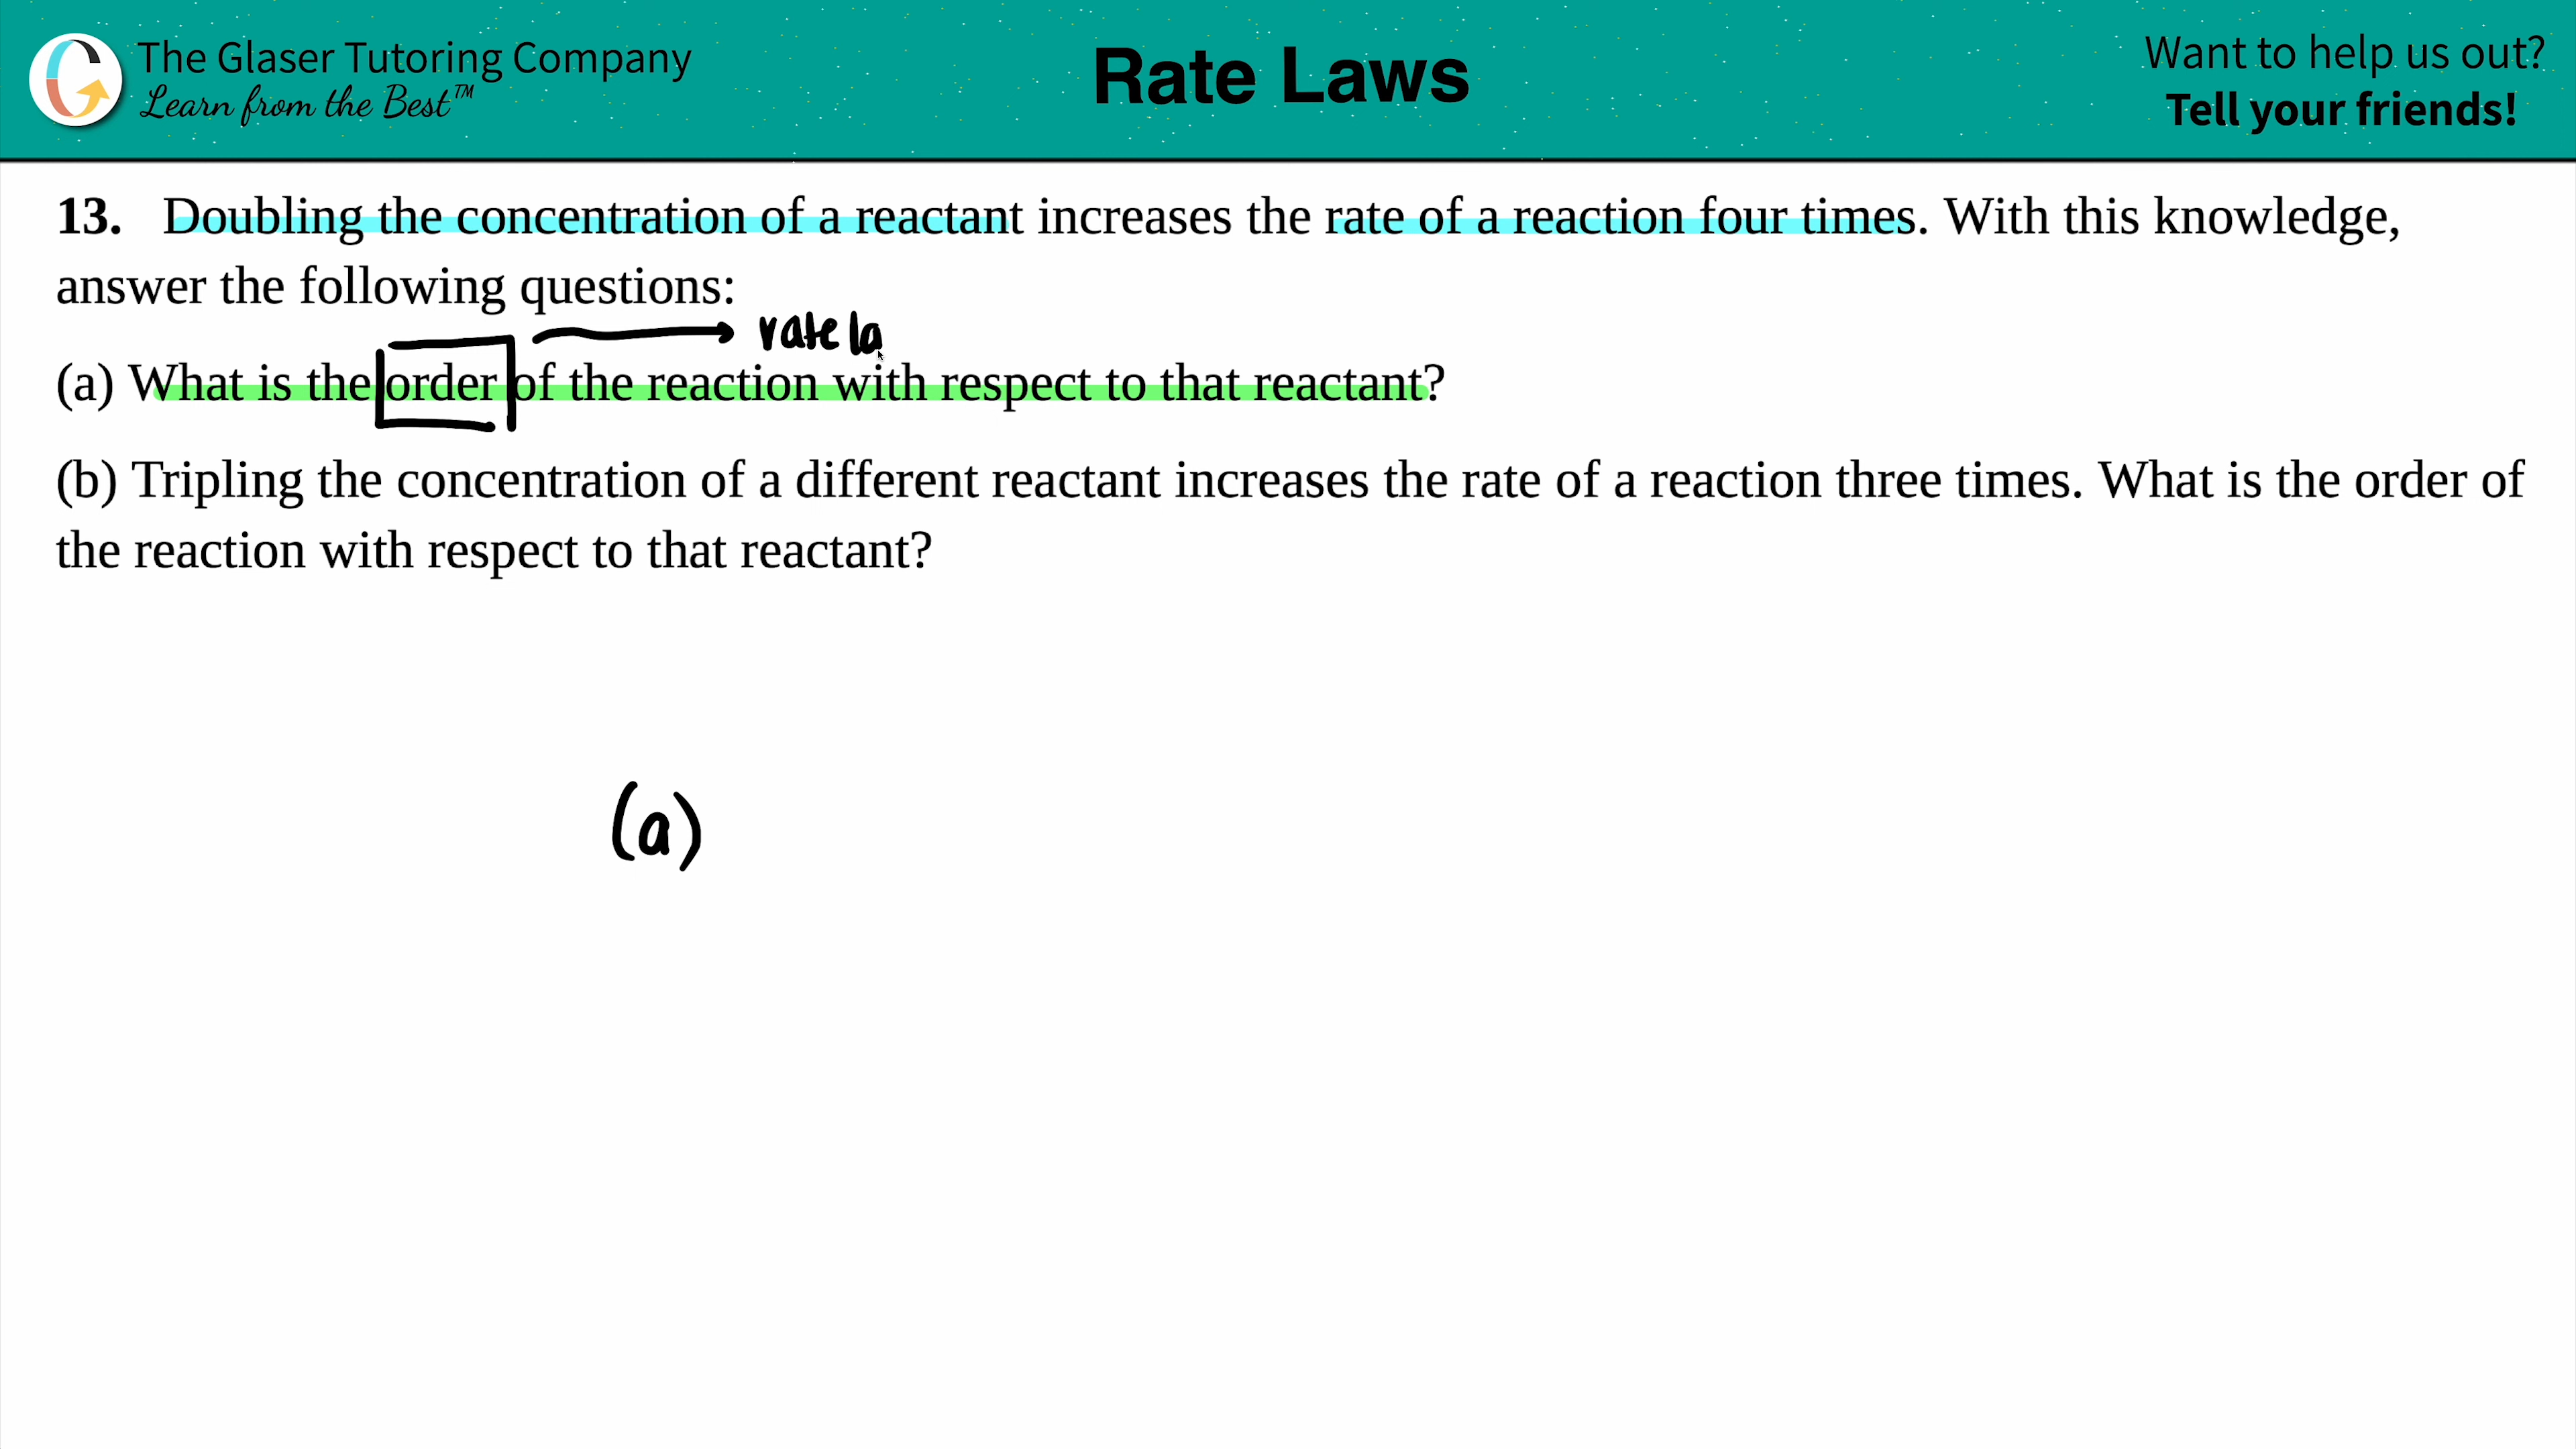 The Glaser Tutoring Company
Learn from the Best™
Rate Laws
Want to help us out?
Tell your friends!
13. Doubling the concentration of a reactant increases the rate of a reaction four times. With this knowledge,
answer the following questions:
rate la
(a) What is the order of the reaction with respect to that reactant?
(b) Tripling the concentration of a different reactant increases the rate of a reaction three times. What is the order of
the reaction with respect to that reactant?
(a)